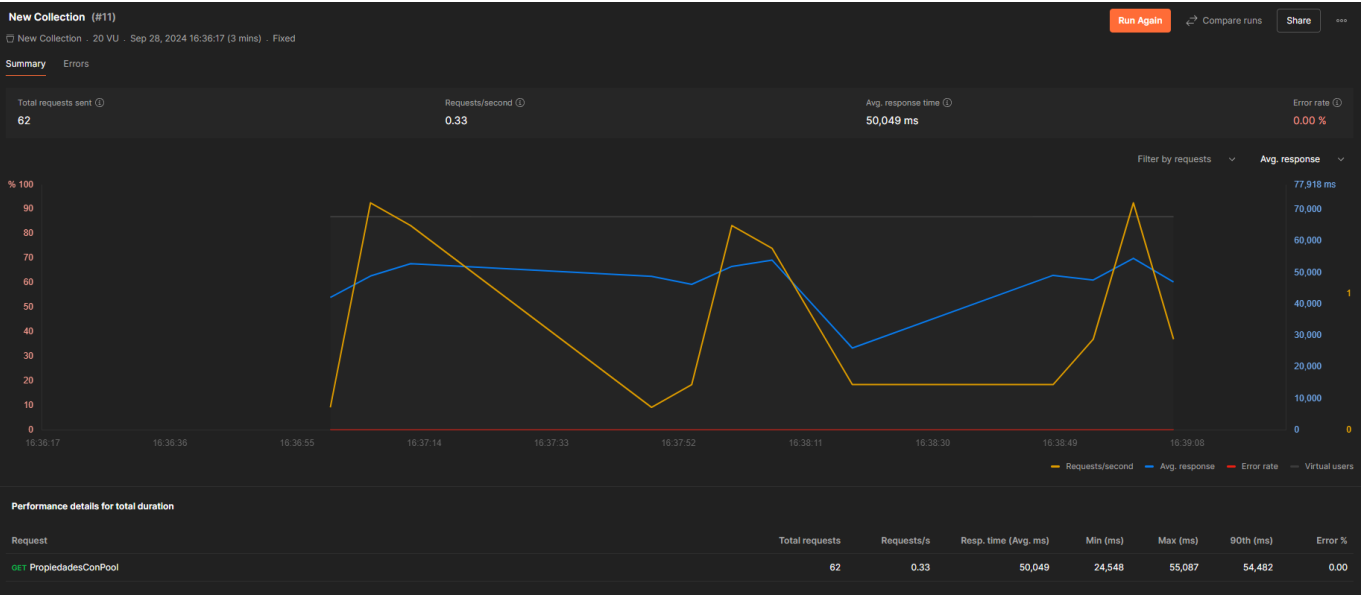 New Collection (#11)
Run Again
Compare runs
Share
New Collection . 20 VU . Sep 28, 2024 16:36:17 (3 mins) . Fixed
Summary Errors
Total requests sent Requests/second Avg. response time Error rate
62 0.33 50,049 ms 0.00 %
Filter by requests Avg. response
% 100 77,918 ms
90 70,000
80
70 60,000
60 50,000
50 40,000 1
40
30 30,000
20 20,000
10 10,000
0 0 0
16:36:17 16:36:36 16:36:55 16:37:14 16:37:33 16:37:52 16:38:11 16:38:30 16:38:49 16:39:08
Requests/second Avg. response Error rate Virtual users
Performance details for total duration
Request Total requests Requests/s Resp. time (Avg. ms) Min (ms) Max (ms) 90th (ms) Error %
GET PropiedadesConPool 62 0.33 50,049 24,548 55,087 54,482 0.00